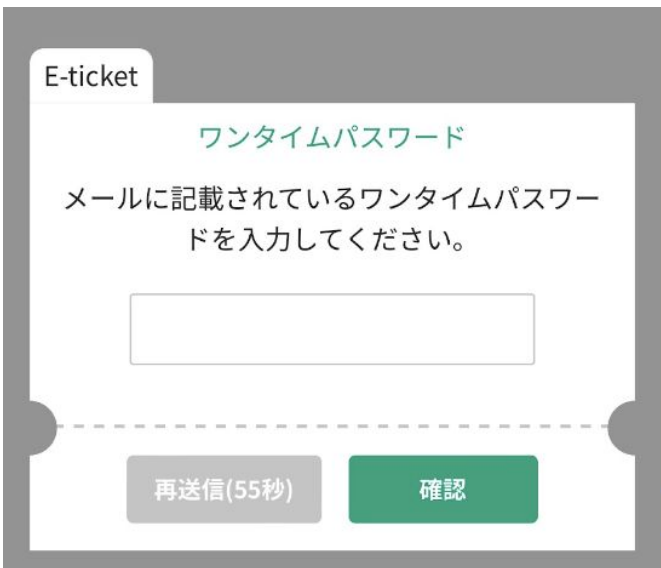 E-ticket
ワンタイムパスワード
メールに記載されているワンタイムパスワー
ドを入力してください。
再送信(55秒)
確認